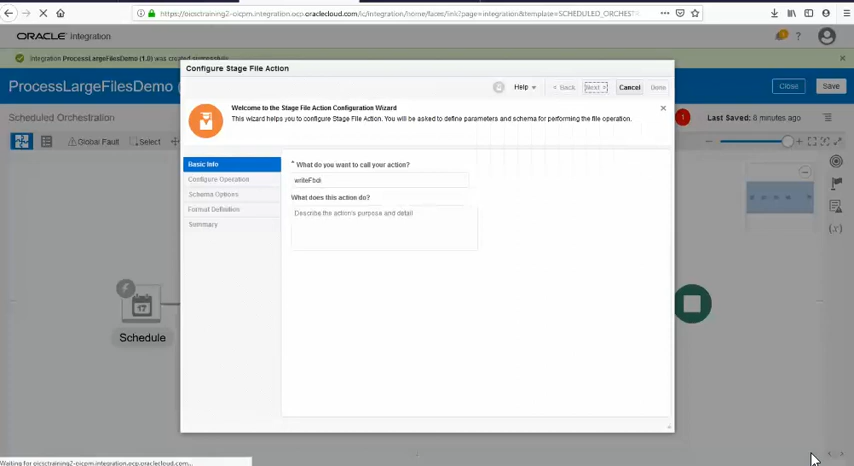 https://oicsctraining2-oicpm.integration.ocp.oraclecloud.com/ic/integration/home/faces/link?page=integration&template=SCHEDULED_ORCHEST
ORACLE Integration
1
?
Integration ProcessLargeFilesDemo (1.0) was created successfully.
ProcessLargeFilesDemo (
Close
Save
Scheduled Orchestration
1
Last Saved: 8 minutes ago
Global Fault
Select
Configure Stage File Action
Help
< Back
Next >
Cancel
Done
Welcome to the Stage File Action Configuration Wizard
This wizard helps you to configure Stage File Action. You will be asked to define parameters and schema for performing the file operation.
Basic Info
Configure Operation
Schema Options
Format Definition
Summary
* What do you want to call your action?
writeFbdi
What does this action do?
Describe the action's purpose and detail
17
Schedule
(x)
Waiting for oicsctraining2-oicpm.integration.ocp.oraclecloud.com...